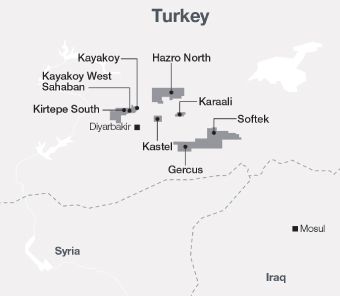 Turkey
Kayakoy
Hazro North
Kayakoy West
Sahaban
Karaali
Kirtepe South
Softek
Diyarbakir
Kastel
Gercus
Mosul
Syria
Iraq